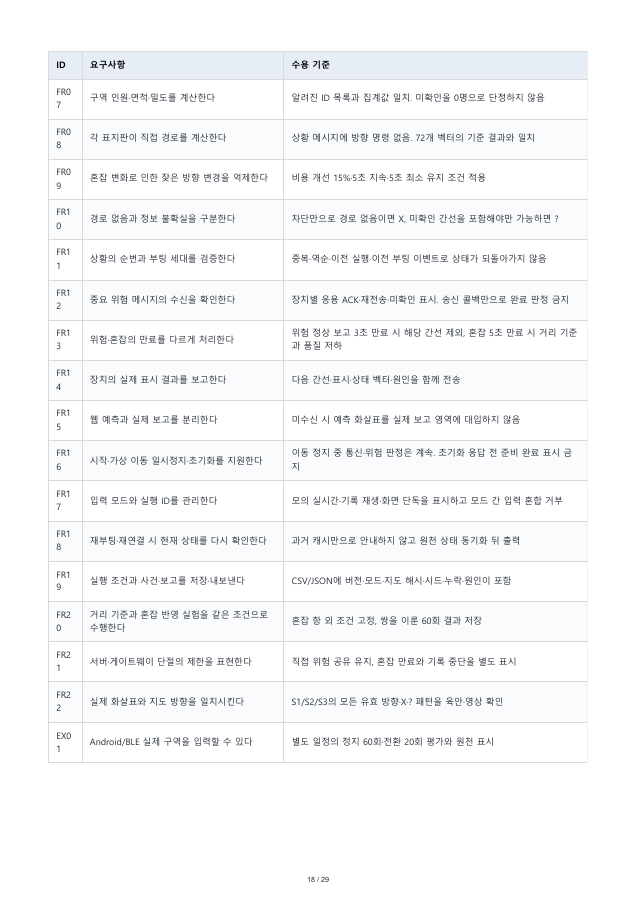 ID 요구사항 수용 기준
FR0
7 구역 인원·면적·밀도를 계산한다 알려진 ID 목록과 집계값 일치. 미확인을 0명으로 단정하지 않음
FR0
8 각 표지판이 직접 경로를 계산한다 상황 메시지에 방향 명령 없음. 72개 벡터의 기준 결과와 일치
FR0
9 혼잡 변화로 인한 잦은 방향 변경을 억제한다 비용 개선 15%·5초 지속·5초 최소 유지 조건 적용
FR1
0 경로 없음과 정보 불확실을 구분한다 차단만으로 경로 없음이면 X, 미확인 간선을 포함해야만 가능하면 ?
FR1
1 상황의 순번과 부팅 세대를 검증한다 중복·역순·이전 실행·이전 부팅 이벤트로 상태가 되돌아가지 않음
FR1
2 중요 위험 메시지의 수신을 확인한다 장치별 응용 ACK·재전송·미확인 표시. 송신 콜백만으로 완료 판정 금지
FR1
3 위험·혼잡의 만료를 다르게 처리한다 위험 정상 보고 3초 만료 시 해당 간선 제외, 혼잡 5초 만료 시 거리 기준
과 품질 저하
FR1
4 장치의 실제 표시 결과를 보고한다 다음 간선·표시·상태 벡터·원인을 함께 전송
FR1
5 웹 예측과 실제 보고를 분리한다 미수신 시 예측 화살표를 실제 보고 영역에 대입하지 않음
FR1
6 시작·가상 이동 일시정지·초기화를 지원한다 이동 정지 중 통신·위험 판정은 계속. 초기화 응답 전 준비 완료 표시 금
지
FR1
7 입력 모드와 실행 ID를 관리한다 모의 실시간·기록 재생·화면 단독을 표시하고 모드 간 입력 혼합 거부
FR1
8 재부팅·재연결 시 현재 상태를 다시 확인한다 과거 캐시만으로 안내하지 않고 원천 상태 동기화 뒤 출력
FR1
9 실행 조건과 사건·보고를 저장·내보낸다 CSV/JSON에 버전·모드·지도 해시·시드·누락·원인이 포함
FR2
0 거리 기준과 혼잡 반영 실험을 같은 조건으로
수행한다 혼잡 항 외 조건 고정, 쌍을 이룬 60회 결과 저장
FR2
1 서버·게이트웨이 단절의 제한을 표현한다 직접 위험 공유 유지, 혼잡 만료와 기록 중단을 별도 표시
FR2
2 실제 화살표와 지도 방향을 일치시킨다 S1/S2/S3의 모든 유효 방향·X·? 패턴을 육안·영상 확인
EX0
1 Android/BLE 실제 구역을 입력할 수 있다 별도 일정의 정지 60회·전환 20회 평가와 원천 표시
18 / 29